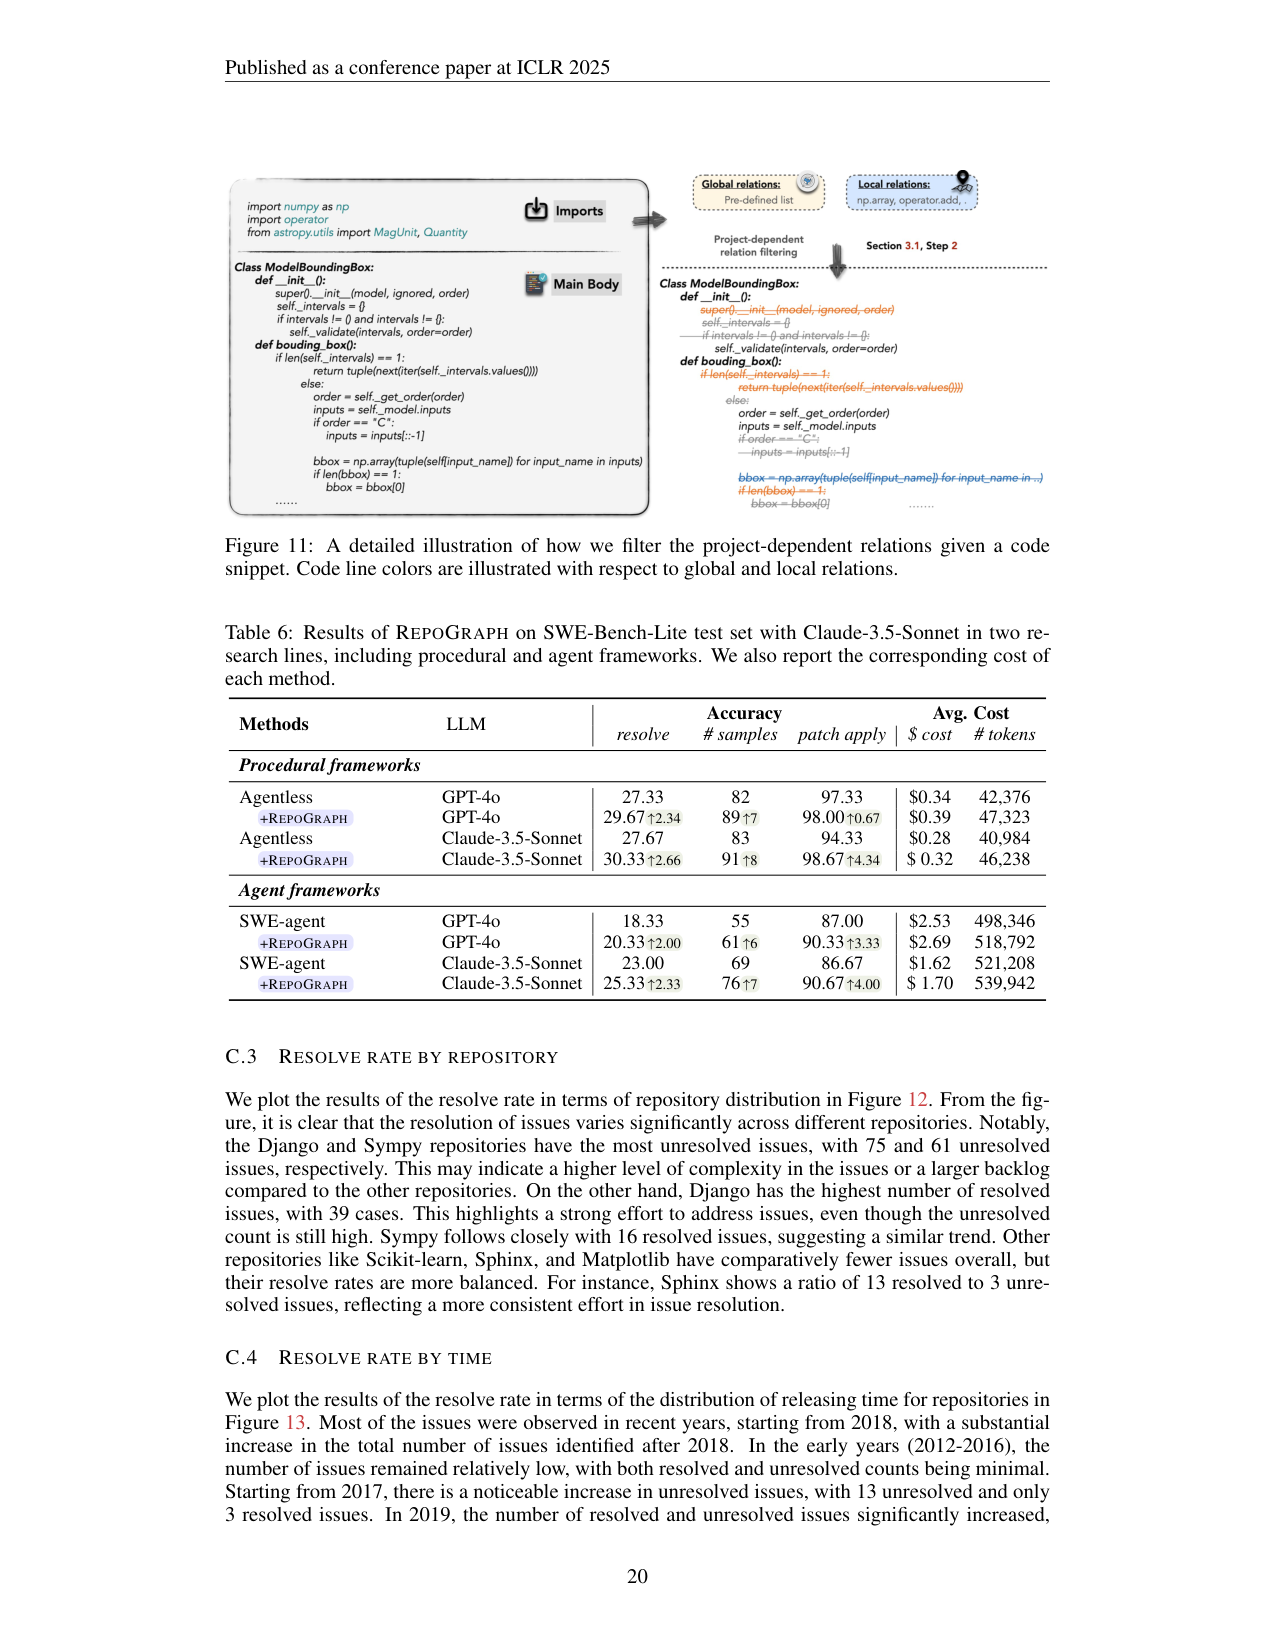 Published as a conference paper at ICLR 2025
import numpy as np
import operator
from astropy.utils import MagUnit, Quantity
Imports
Class ModelBoundingBox:
def __init__():
super().__init__(model, ignored, order)
self._intervals = {}
if intervals != () and intervals != {}:
self._validate(intervals, order=order)
def bouding_box():
if len(self._intervals) == 1:
return tuple(next(iter(self._intervals.values())))
else:
order = self._get_order(order)
inputs = self._model.inputs
if order == "C":
inputs = inputs[::-1]
bbox = np.array(tuple(self[input_name]) for input_name in inputs)
if len(bbox) == 1:
bbox = bbox[0]
......
Main Body
Global relations:
Pre-defined list
Local relations:
np.array, operator.add, .
Project-dependent
relation filtering
Section 3.1, Step 2
Class ModelBoundingBox:
def __init__():
super().__init__(model, ignored, order)
self._intervals = {}
if intervals != () and intervals != {}:
self._validate(intervals, order=order)
def bouding_box():
if len(self._intervals) == 1:
return tuple(next(iter(self._intervals.values())))
else:
order = self._get_order(order)
inputs = self._model.inputs
if order == "C":
inputs = inputs[::-1]
bbox = np.array(tuple(self[input_name]) for input_name in ..)
if len(bbox) == 1:
bbox = bbox[0] .......
Figure 11: A detailed illustration of how we filter the project-dependent relations given a code
snippet. Code line colors are illustrated with respect to global and local relations.
Table 6: Results of REPOGRAPH on SWE-Bench-Lite test set with Claude-3.5-Sonnet in two re-
search lines, including procedural and agent frameworks. We also report the corresponding cost of
each method.
Methods LLM Accuracy Avg. Cost
resolve # samples patch apply $ cost # tokens
Procedural frameworks
Agentless GPT-4o 27.33 82 97.33 $0.34 42,376
+REPOGRAPH GPT-4o 29.67↑2.34 89↑7 98.00↑0.67 $0.39 47,323
Agentless Claude-3.5-Sonnet 27.67 83 94.33 $0.28 40,984
+REPOGRAPH Claude-3.5-Sonnet 30.33↑2.66 91↑8 98.67↑4.34 $ 0.32 46,238
Agent frameworks
SWE-agent GPT-4o 18.33 55 87.00 $2.53 498,346
+REPOGRAPH GPT-4o 20.33↑2.00 61↑6 90.33↑3.33 $2.69 518,792
SWE-agent Claude-3.5-Sonnet 23.00 69 86.67 $1.62 521,208
+REPOGRAPH Claude-3.5-Sonnet 25.33↑2.33 76↑7 90.67↑4.00 $ 1.70 539,942
C.3 RESOLVE RATE BY REPOSITORY
We plot the results of the resolve rate in terms of repository distribution in Figure 12. From the fig-
ure, it is clear that the resolution of issues varies significantly across different repositories. Notably,
the Django and Sympy repositories have the most unresolved issues, with 75 and 61 unresolved
issues, respectively. This may indicate a higher level of complexity in the issues or a larger backlog
compared to the other repositories. On the other hand, Django has the highest number of resolved
issues, with 39 cases. This highlights a strong effort to address issues, even though the unresolved
count is still high. Sympy follows closely with 16 resolved issues, suggesting a similar trend. Other
repositories like Scikit-learn, Sphinx, and Matplotlib have comparatively fewer issues overall, but
their resolve rates are more balanced. For instance, Sphinx shows a ratio of 13 resolved to 3 unre-
solved issues, reflecting a more consistent effort in issue resolution.
C.4 RESOLVE RATE BY TIME
We plot the results of the resolve rate in terms of the distribution of releasing time for repositories in
Figure 13. Most of the issues were observed in recent years, starting from 2018, with a substantial
increase in the total number of issues identified after 2018. In the early years (2012-2016), the
number of issues remained relatively low, with both resolved and unresolved counts being minimal.
Starting from 2017, there is a noticeable increase in unresolved issues, with 13 unresolved and only
3 resolved issues. In 2019, the number of resolved and unresolved issues significantly increased,
20